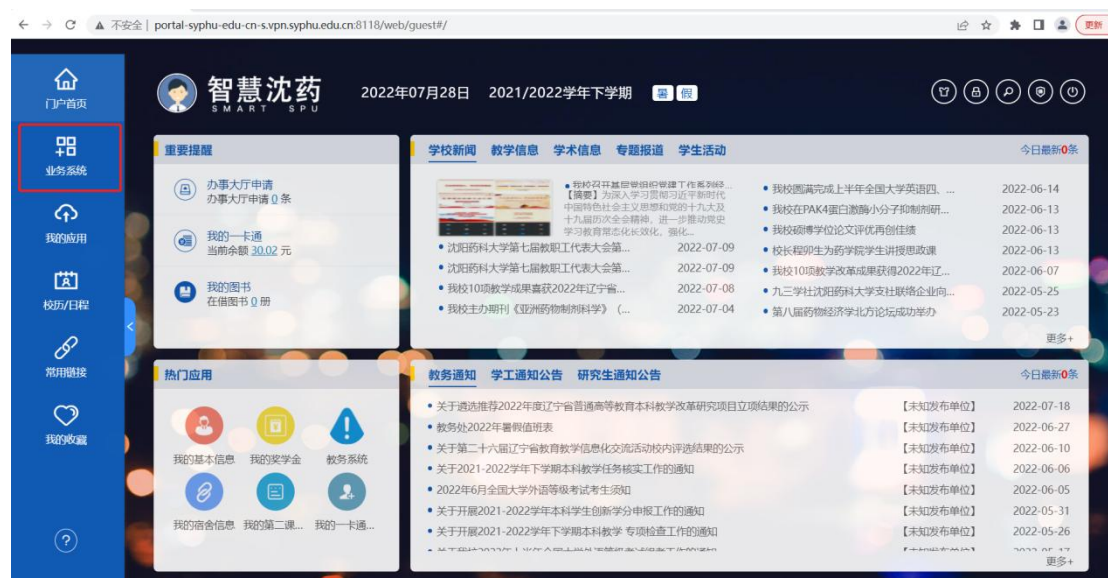 不安全 | portal-syphu-edu-cn-s.vpn.syphu.edu.cn:8118/web/guest#/
更新
门户首页
业务系统
我的应用
校历/日程
常用链接
我的收藏
智慧沈药
SMART SPU
2022年07月28日 2021/2022学年下学期 暑 假
重要提醒
办事大厅申请
办事大厅申请 0 条
我的一卡通
当前余额 30.02 元
我的图书
在借图书 0 册
学校新闻 教学信息 学术信息 专题报道 学生活动 今日最新0条
• 我校召开基层党组织党建工作系列经...
【摘要】为深入学习贯彻习近平新时代
中国特色社会主义思想和党的十九大及
十九届历次全会精神，进一步推动党史
学习教育常态化长效化，强化...
• 沈阳药科大学第七届教职工代表大会第... 2022-07-09
• 沈阳药科大学第七届教职工代表大会第... 2022-07-09
• 我校10项教学成果喜获2022年辽宁省... 2022-07-08
• 我校主办期刊《亚洲药物制剂科学》（... 2022-07-04
• 我校圆满完成上半年全国大学英语四、... 2022-06-14
• 我校在PAK4蛋白激酶小分子抑制剂研... 2022-06-13
• 我校硕博学位论文评优再创佳绩 2022-06-13
• 校长程卯生为药学院学生讲授思政课 2022-06-13
• 我校10项教学改革成果获得2022年辽... 2022-06-07
• 九三学社沈阳药科大学支社联络企业向... 2022-05-25
• 第八届药物经济学北方论坛成功举办 2022-05-23
更多+
热门应用
我的基本信息 我的奖学金 教务系统
我的宿舍信息 我的第二课... 我的一卡通...
教务通知 学工通知公告 研究生通知公告 今日最新0条
• 关于遴选推荐2022年度辽宁省普通高等教育本科教学改革研究项目立项结果的公示 【未知发布单位】 2022-07-18
• 教务处2022年暑假值班表 【未知发布单位】 2022-06-27
• 关于第二十六届辽宁省教育教学信息化交流活动校内评选结果的公示 【未知发布单位】 2022-06-10
• 关于2021-2022学年下学期本科教学任务核实工作的通知 【未知发布单位】 2022-06-06
• 2022年6月全国大学外语等级考试考生须知 【未知发布单位】 2022-06-05
• 关于开展2021-2022学年本科学生创新学分申报工作的通知 【未知发布单位】 2022-05-31
• 关于开展2021-2022学年下学期本科教学 专项检查工作的通知 【未知发布单位】 2022-05-26
更多+